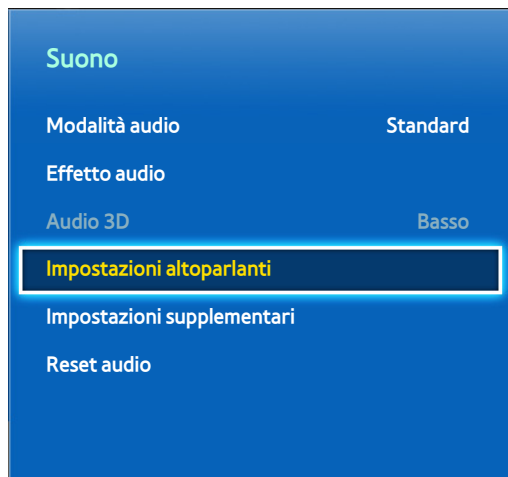 Suono
Modalità audio Standard
Effetto audio
Audio 3D Basso
Impostazioni altoparlanti
Impostazioni supplementari
Reset audio